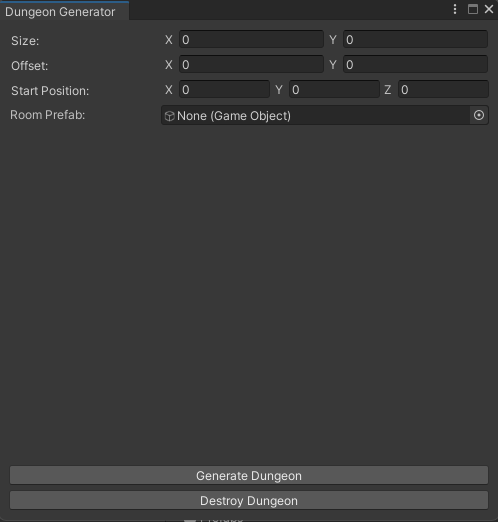 Dungeon Generator
Size: X 0 Y 0
Offset: X 0 Y 0
Start Position: X 0 Y 0 Z 0
Room Prefab: None (Game Object)
Generate Dungeon
Destroy Dungeon